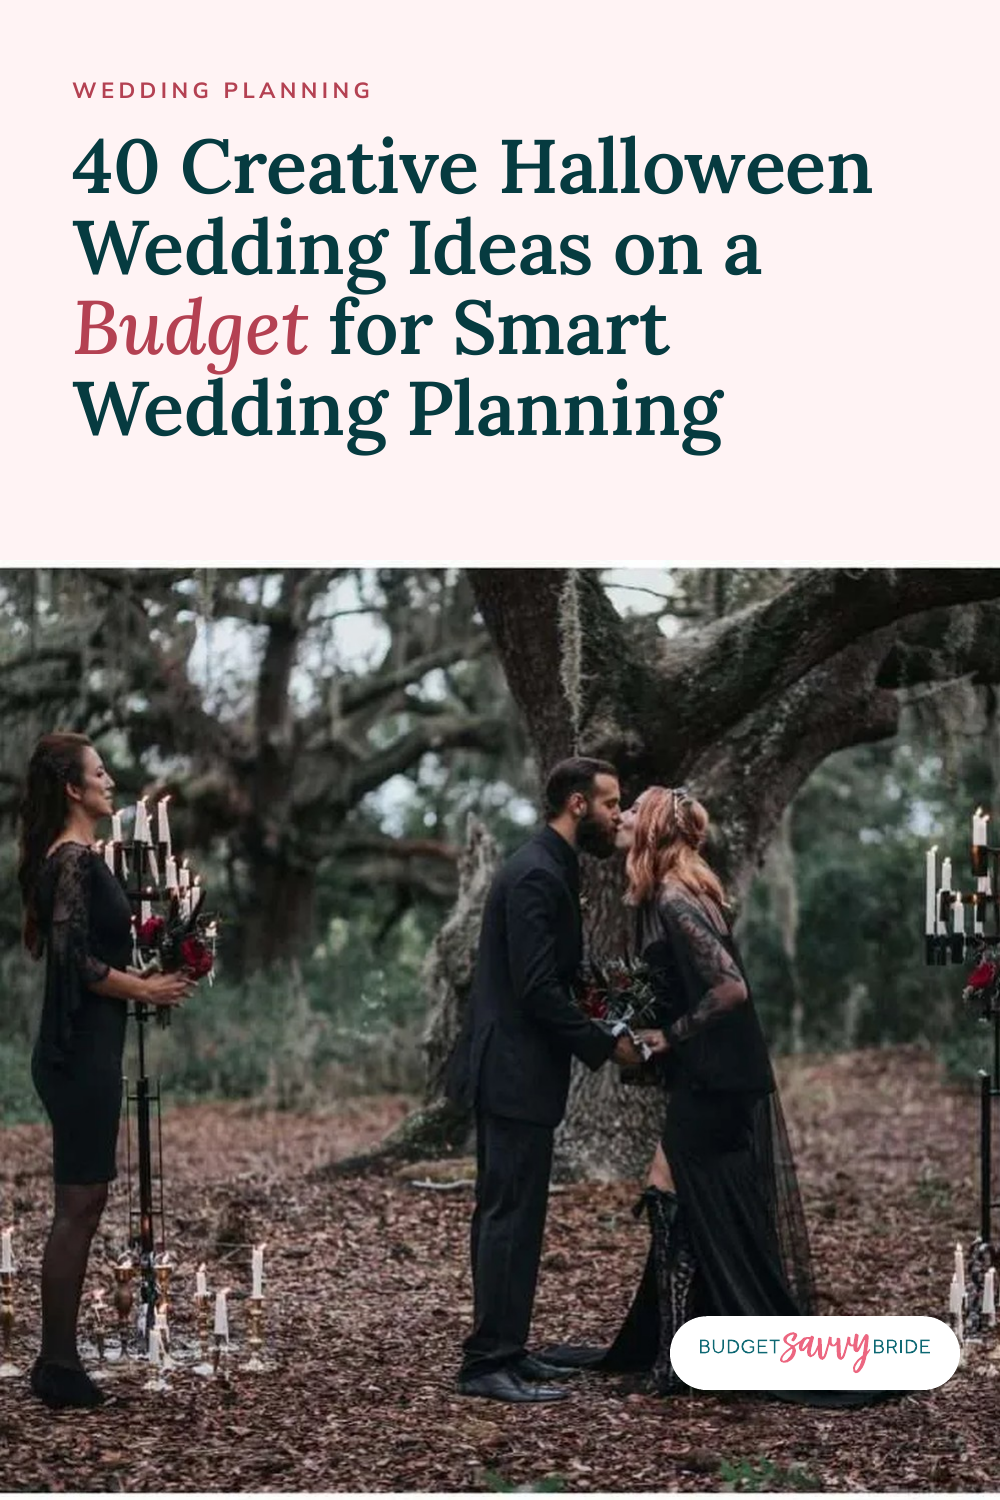 WEDDING PLANNING
40 Creative Halloween
Wedding Ideas on a
Budget for Smart
Wedding Planning
BUDGET savvy BRIDE